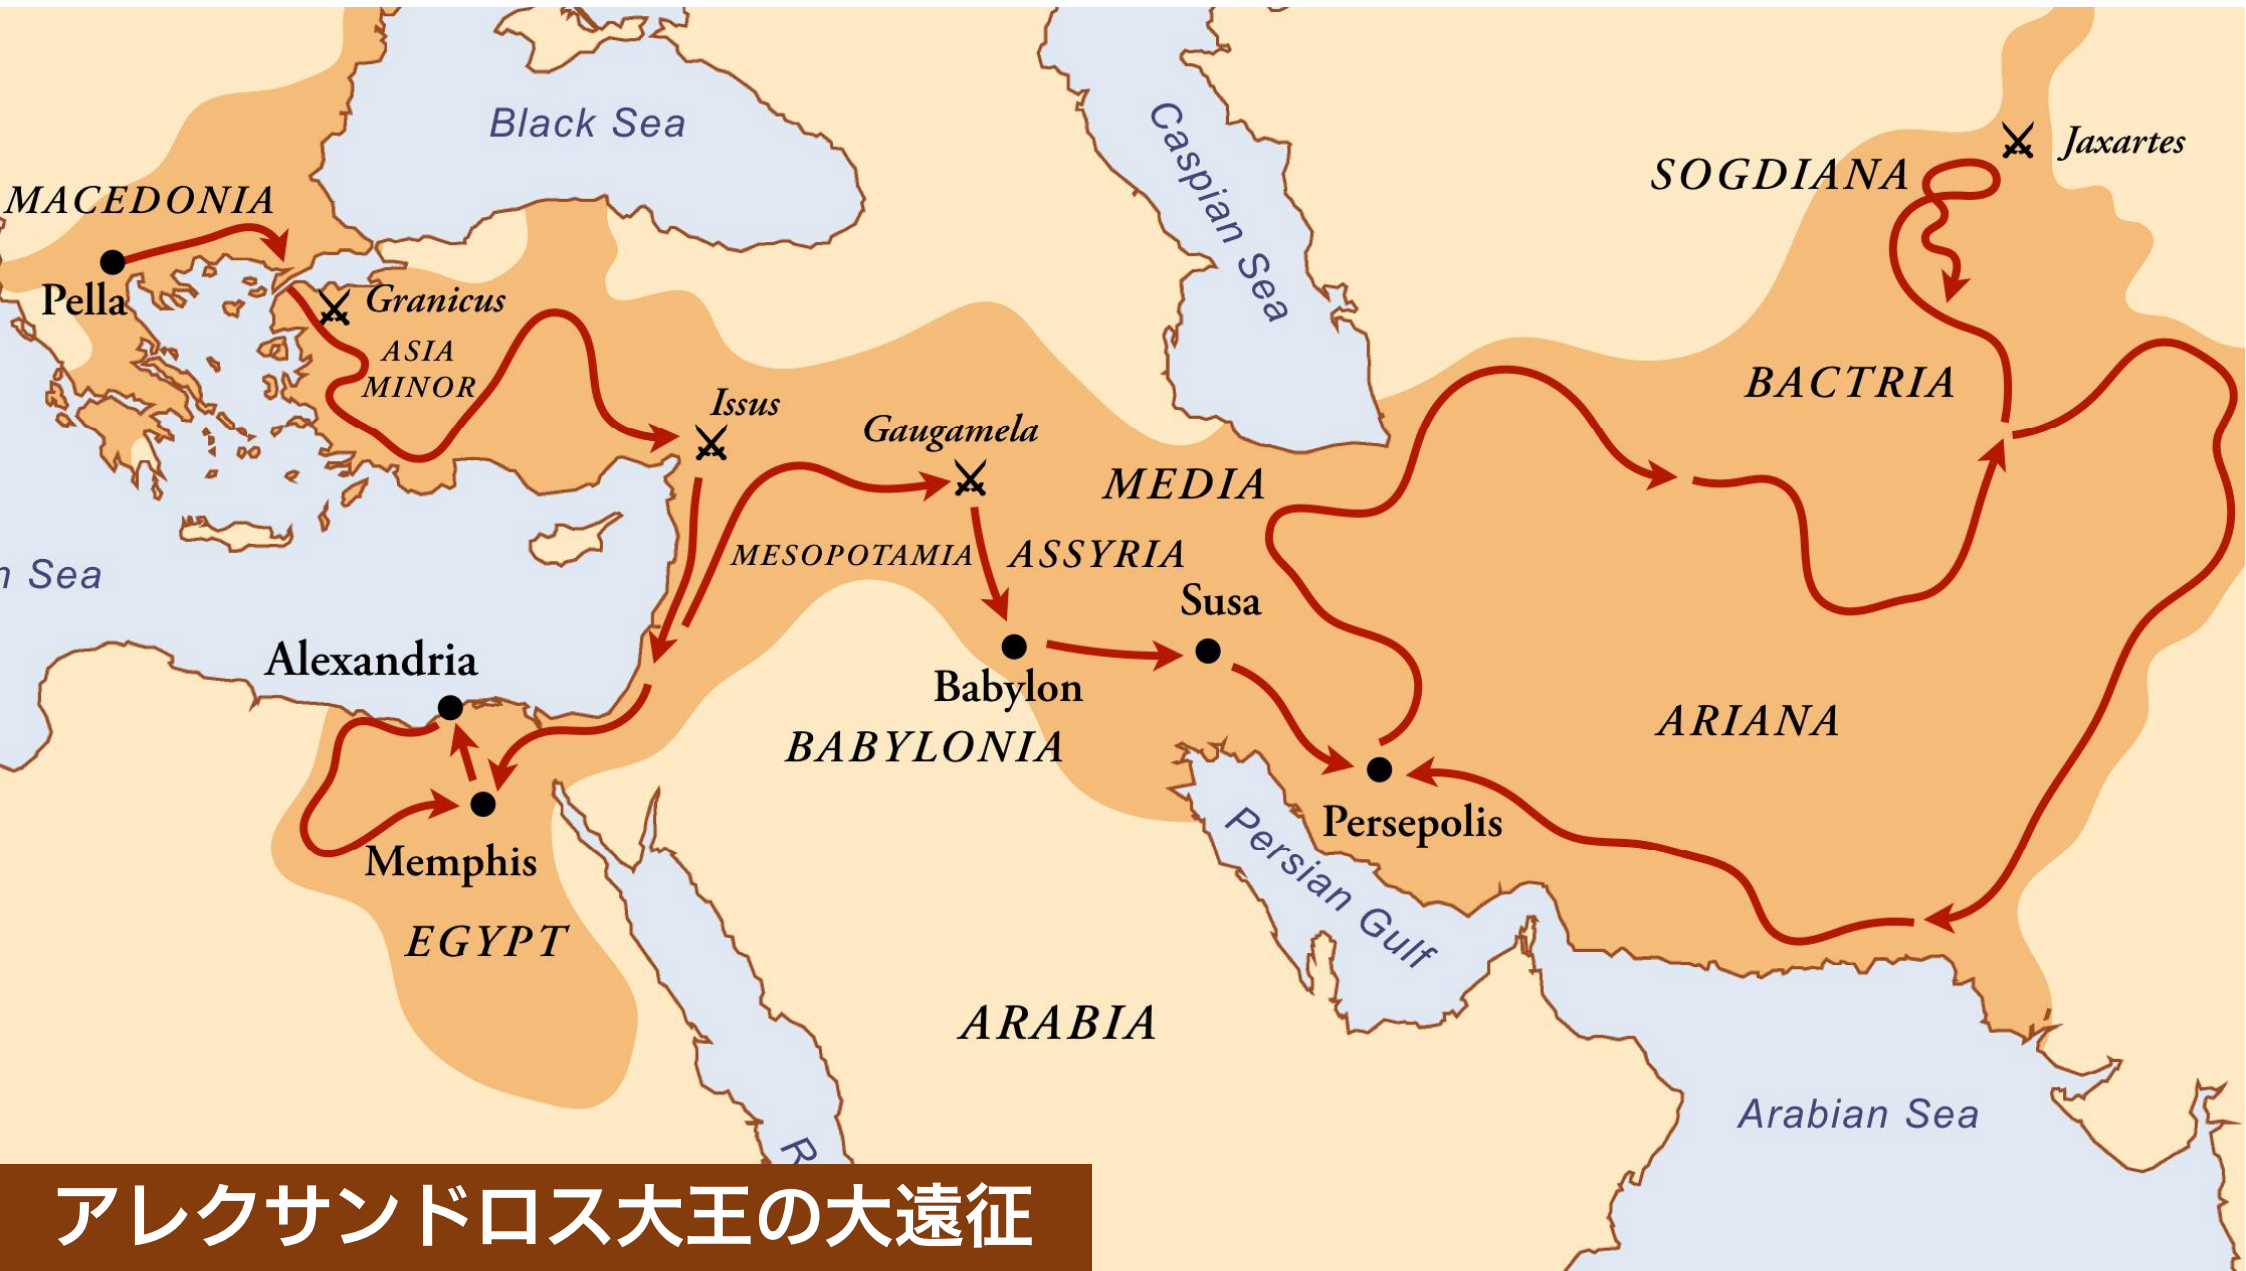 Black Sea
Caspian Sea
Jaxartes
SOGDIANA
MACEDONIA
Pella
Granicus
ASIA
MINOR
BACTRIA
Issus
Gaugamela
MEDIA
MESOPOTAMIA
ASSYRIA
Sea
Susa
Alexandria
Babylon
BABYLONIA
ARIANA
Persepolis
Persian Gulf
Memphis
EGYPT
ARABIA
Arabian Sea
アレクサンドロス大王の大遠征